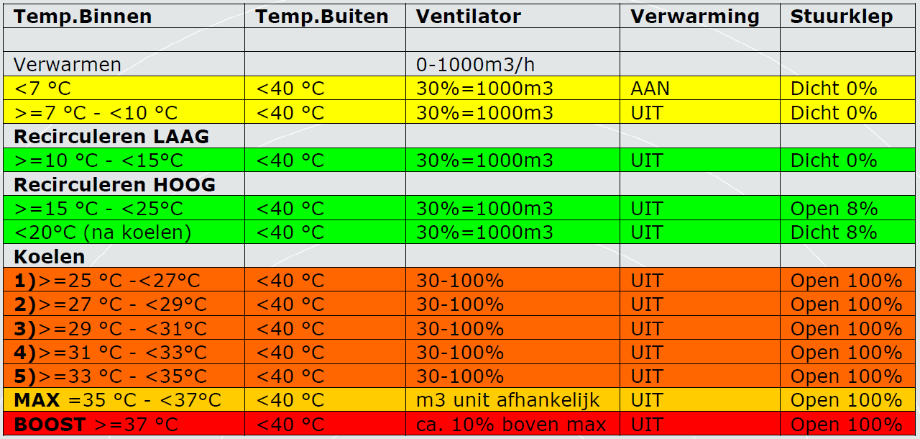 Temp.Binnen Temp.Buiten Ventilator Verwarming Stuurklep
Verwarmen 0-1000m3/h
<7 °C <40 °C 30%=1000m3 AAN Dicht 0%
>=7 °C - <10 °C <40 °C 30%=1000m3 UIT Dicht 0%
Recirculeren LAAG
>=10 °C - <15°C <40 °C 30%=1000m3 UIT Dicht 0%
Recirculeren HOOG
>=15 °C - <25°C <40 °C 30%=1000m3 UIT Open 8%
<20°C (na koelen) <40 °C 30%=1000m3 UIT Dicht 8%
Koelen
1)>=25 °C -<27°C <40 °C 30-100% UIT Open 100%
2)>=27 °C - <29°C <40 °C 30-100% UIT Open 100%
3)>=29 °C - <31°C <40 °C 30-100% UIT Open 100%
4)>=31 °C - <33°C <40 °C 30-100% UIT Open 100%
5)>=33 °C - <35°C <40 °C 30-100% UIT Open 100%
MAX =35 °C - <37°C <40 °C m3 unit afhankelijk UIT Open 100%
BOOST >=37 °C <40 °C ca. 10% boven max UIT Open 100%